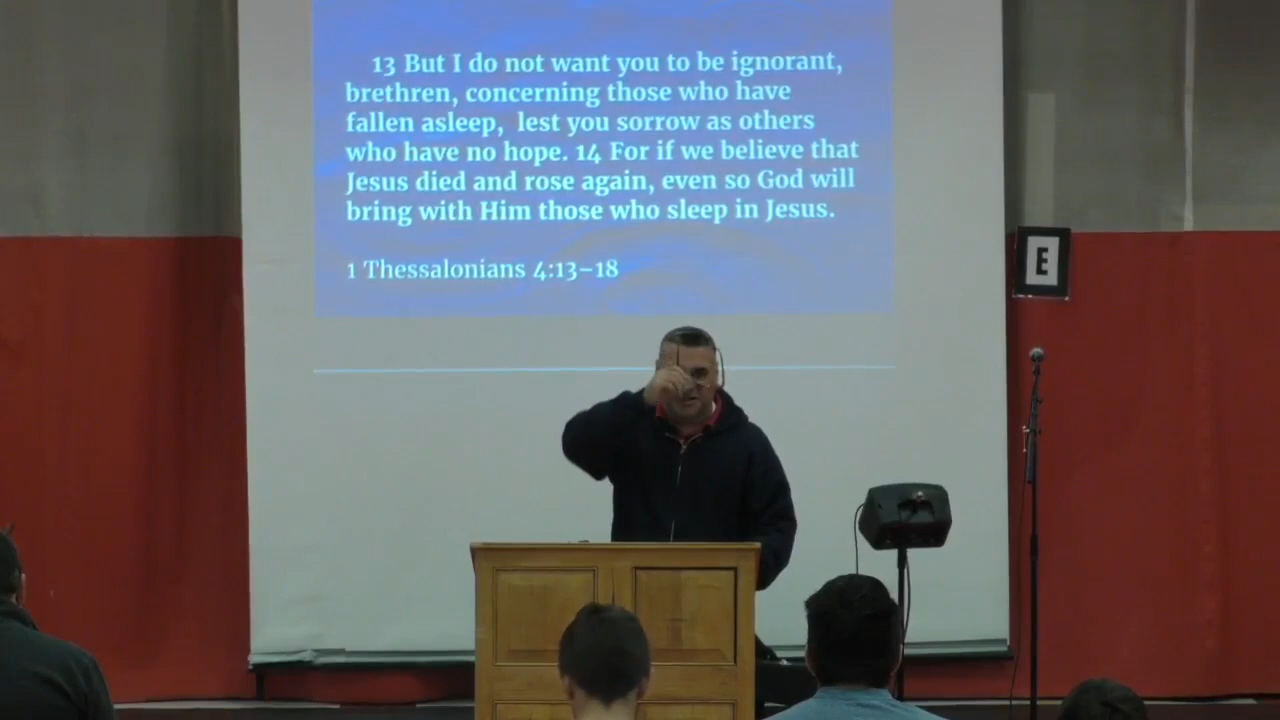 13 But I do not want you to be ignorant,
brethren, concerning those who have
fallen asleep, lest you sorrow as others
who have no hope. 14 For if we believe that
Jesus died and rose again, even so God will
bring with Him those who sleep in Jesus.
1 Thessalonians 4:13–18
E